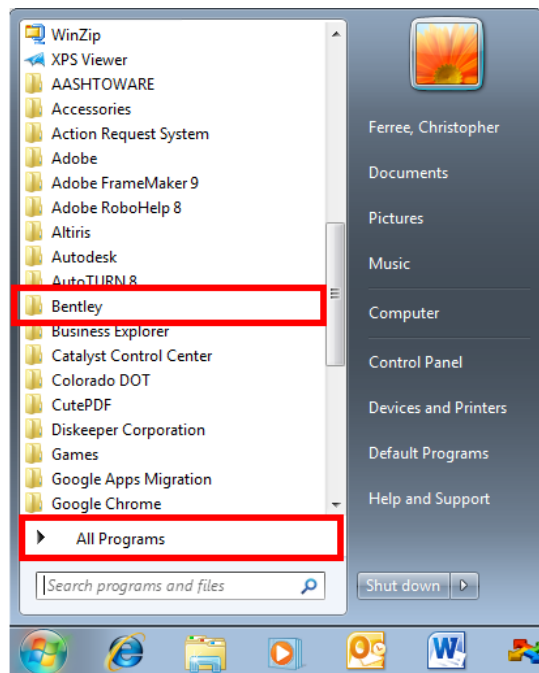 WinZip
XPS Viewer
AASHTOWARE
Accessories
Action Request System
Adobe
Adobe FrameMaker 9
Adobe RoboHelp 8
Altiris
Autodesk
AutoTURN 8
Bentley
Business Explorer
Catalyst Control Center
Colorado DOT
CutePDF
Diskeeper Corporation
Games
Google Apps Migration
Google Chrome
All Programs
Search programs and files
Ferree, Christopher
Documents
Pictures
Music
Computer
Control Panel
Devices and Printers
Default Programs
Help and Support
Shut down